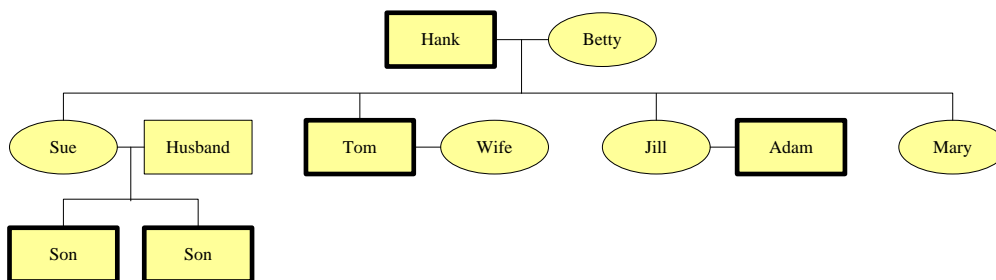 Hank
Betty
Sue
Husband
Tom
Wife
Jill
Adam
Mary
Son
Son